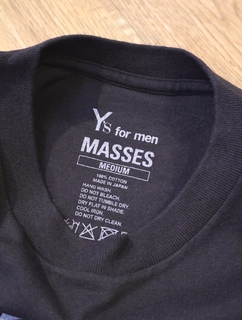 Y's for men
MASSES
MEDIUM
100% COTTON
MADE IN JAPAN
HAND WASH
DO NOT BLEACH.
DO NOT TUMBLE DRY
DRY FLAT IN SHADE.
COOL IRON.
DO NOT DRY CLEAN.